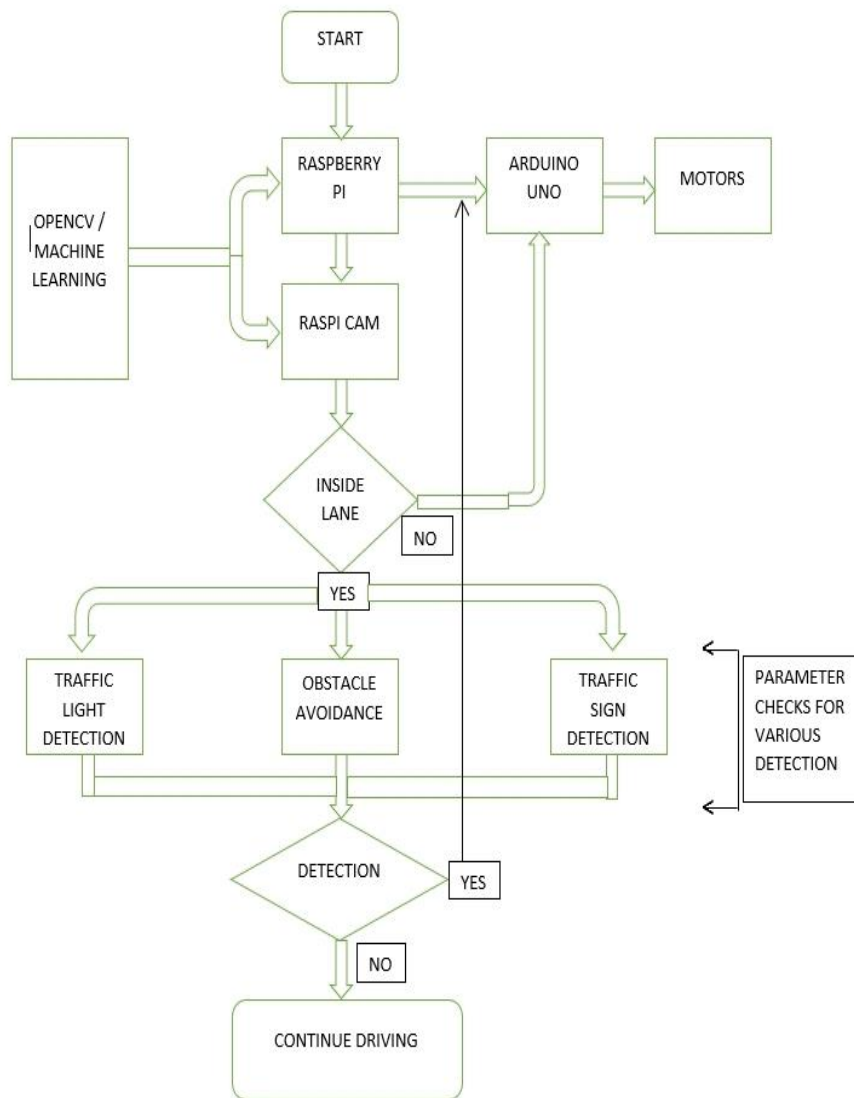 START
RASPBERRY
PI
ARDUINO
UNO
MOTORS
OPENCV /
MACHINE
LEARNING
RASPI CAM
INSIDE
LANE
NO
YES
TRAFFIC
LIGHT
DETECTION
OBSTACLE
AVOIDANCE
TRAFFIC
SIGN
DETECTION
PARAMETER
CHECKS FOR
VARIOUS
DETECTION
DETECTION
YES
NO
CONTINUE DRIVING